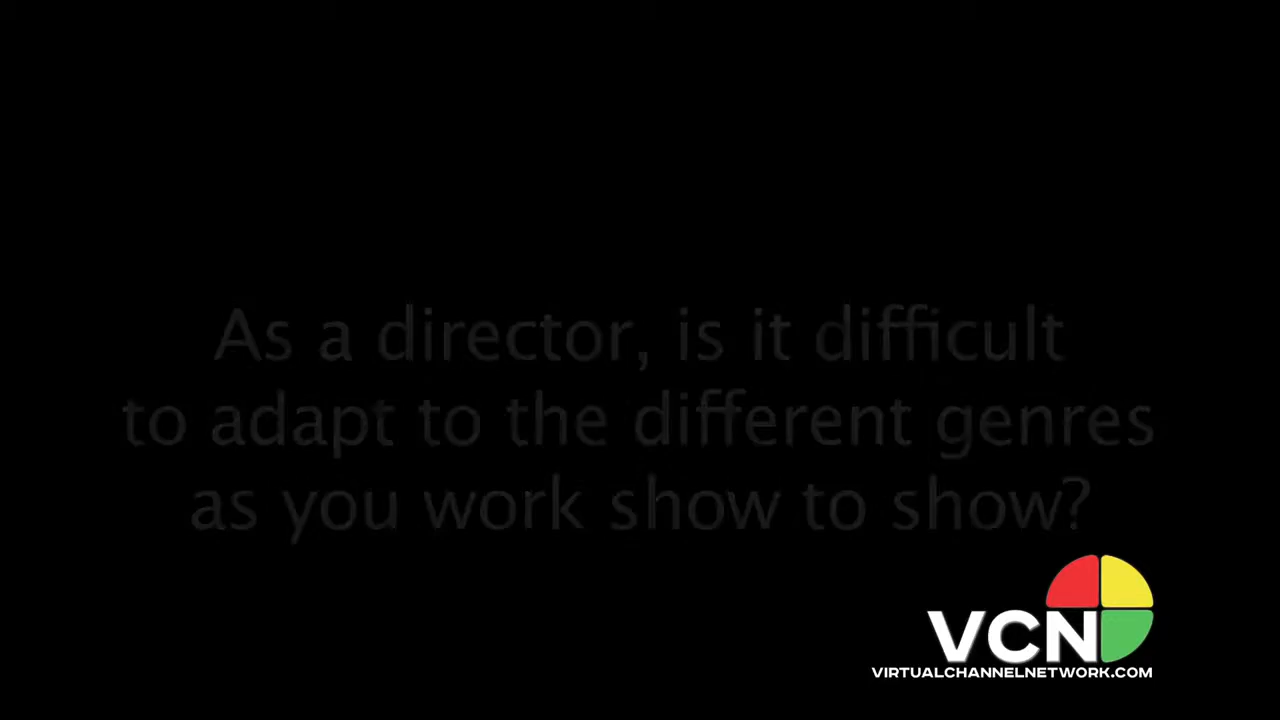 As a director, is it difficult
to adapt to the different genres
as you work show to show?
VCN
VIRTUALCHANNELNETWORK.COM